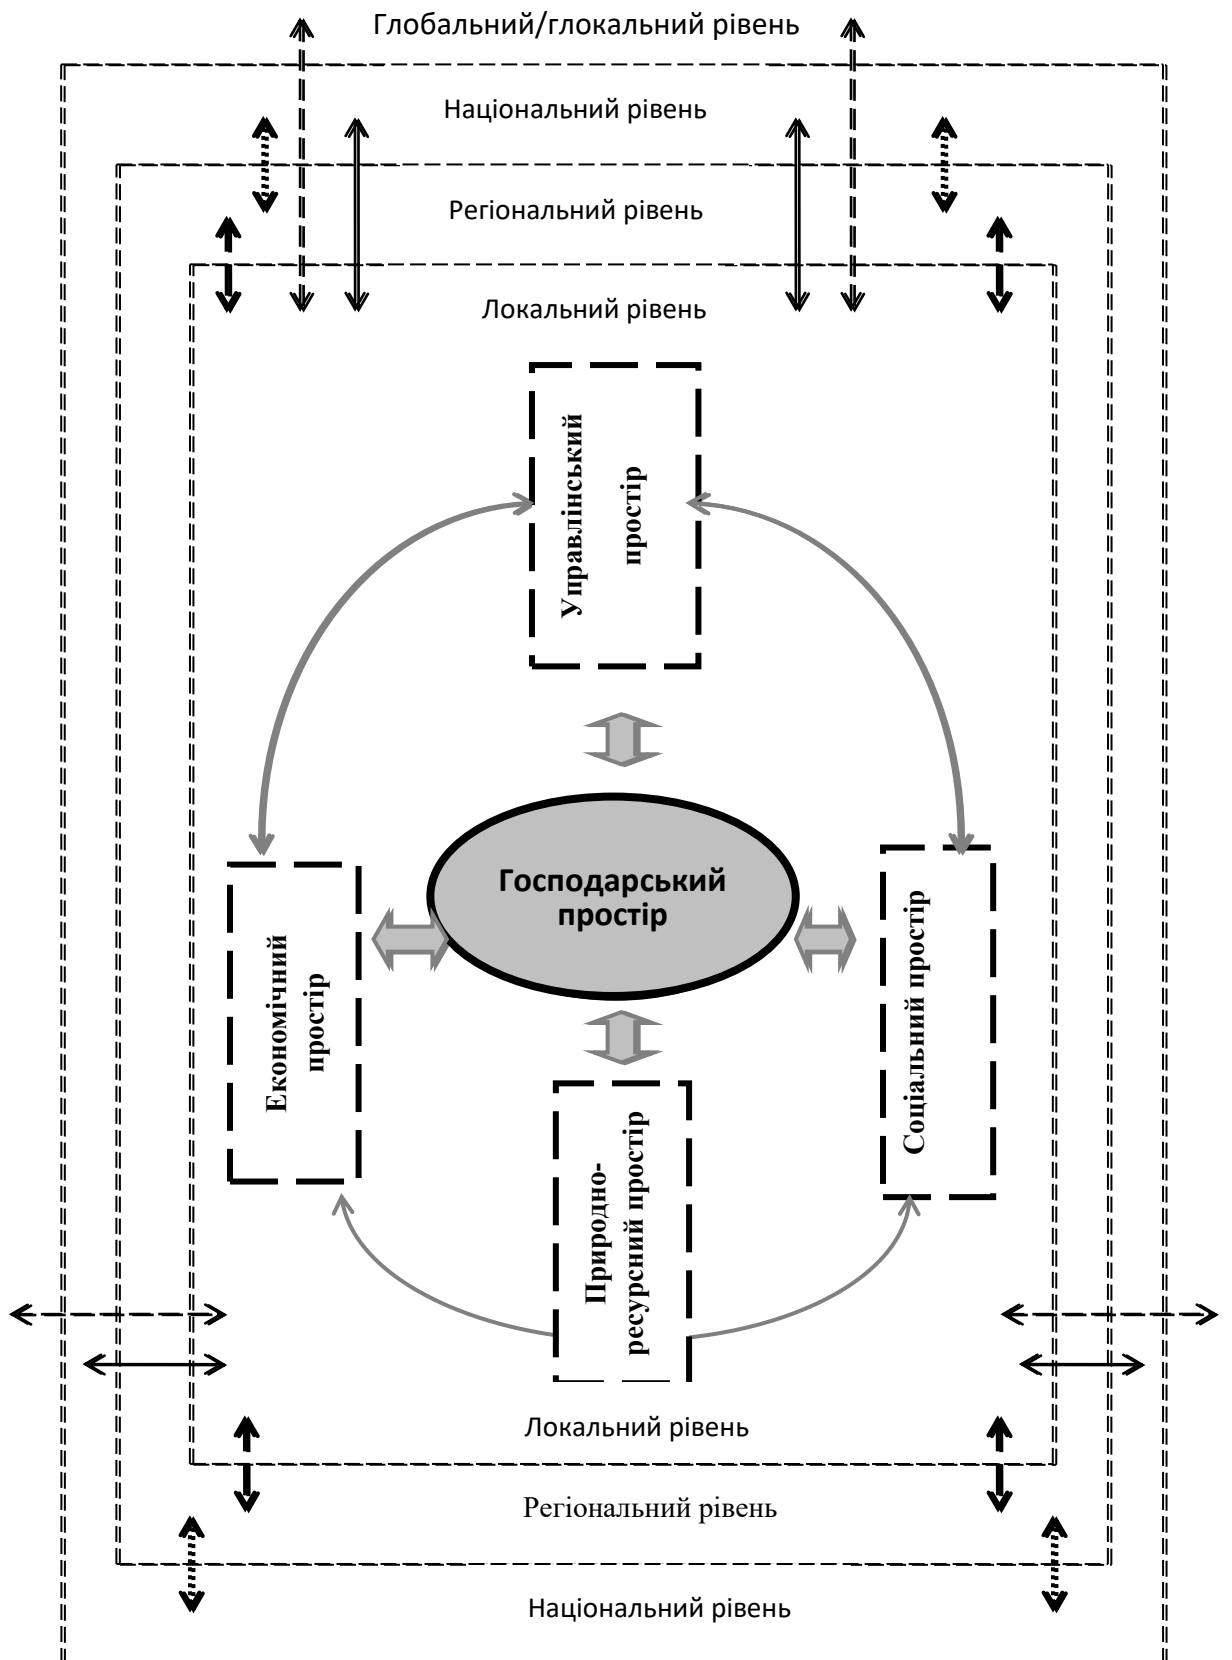 Глобальний/глокальний рівень
Національний рівень
Регіональний рівень
Локальний рівень
Управлінський
простір
Господарський
простір
Економічний
простір
Соціальний простір
Природно-
ресурсний простір
Локальний рівень
Регіональний рівень
Національний рівень